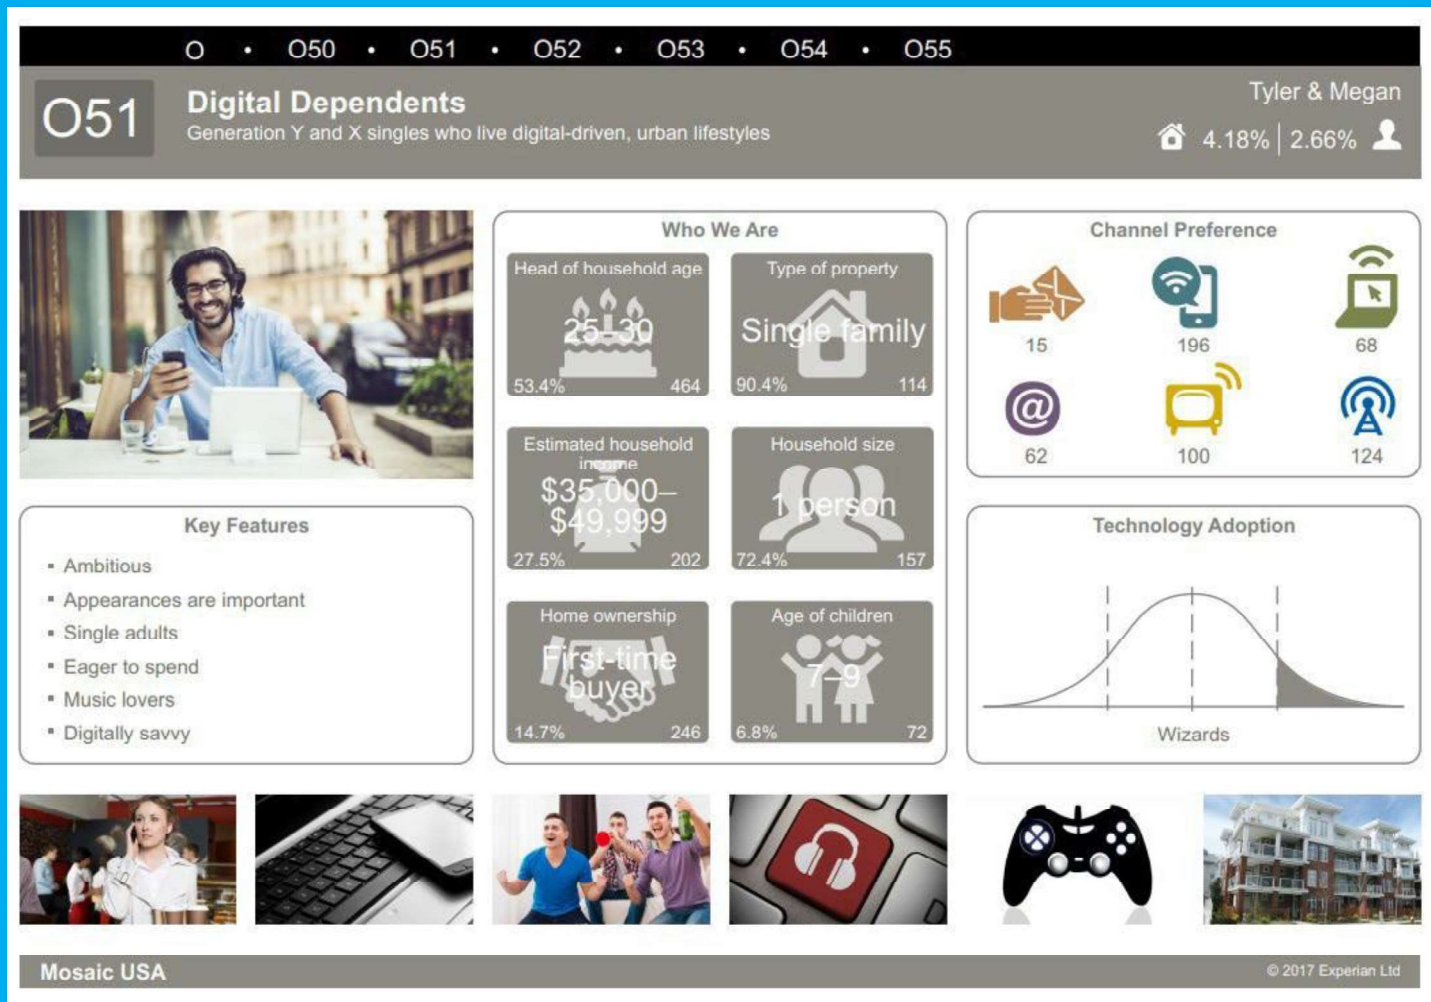 O • O50 • O51 • O52 • O53 • O54 • O55
O51
Digital Dependents
Generation Y and X singles who live digital-driven, urban lifestyles
Tyler & Megan
4.18% | 2.66%
Key Features
▪ Ambitious
▪ Appearances are important
▪ Single adults
▪ Eager to spend
▪ Music lovers
▪ Digitally savvy
Who We Are
Head of household age
25–30
53.4% 464
Type of property
Single family
90.4% 114
Estimated household
income
$35,000–
$49,999
27.5% 202
Household size
1 person
72.4% 157
Home ownership
First-time
buyer
14.7% 246
Age of children
7–9
6.8% 72
Channel Preference
15 196 68
@
62 100 124
Technology Adoption
Wizards
Mosaic USA
© 2017 Experian Ltd